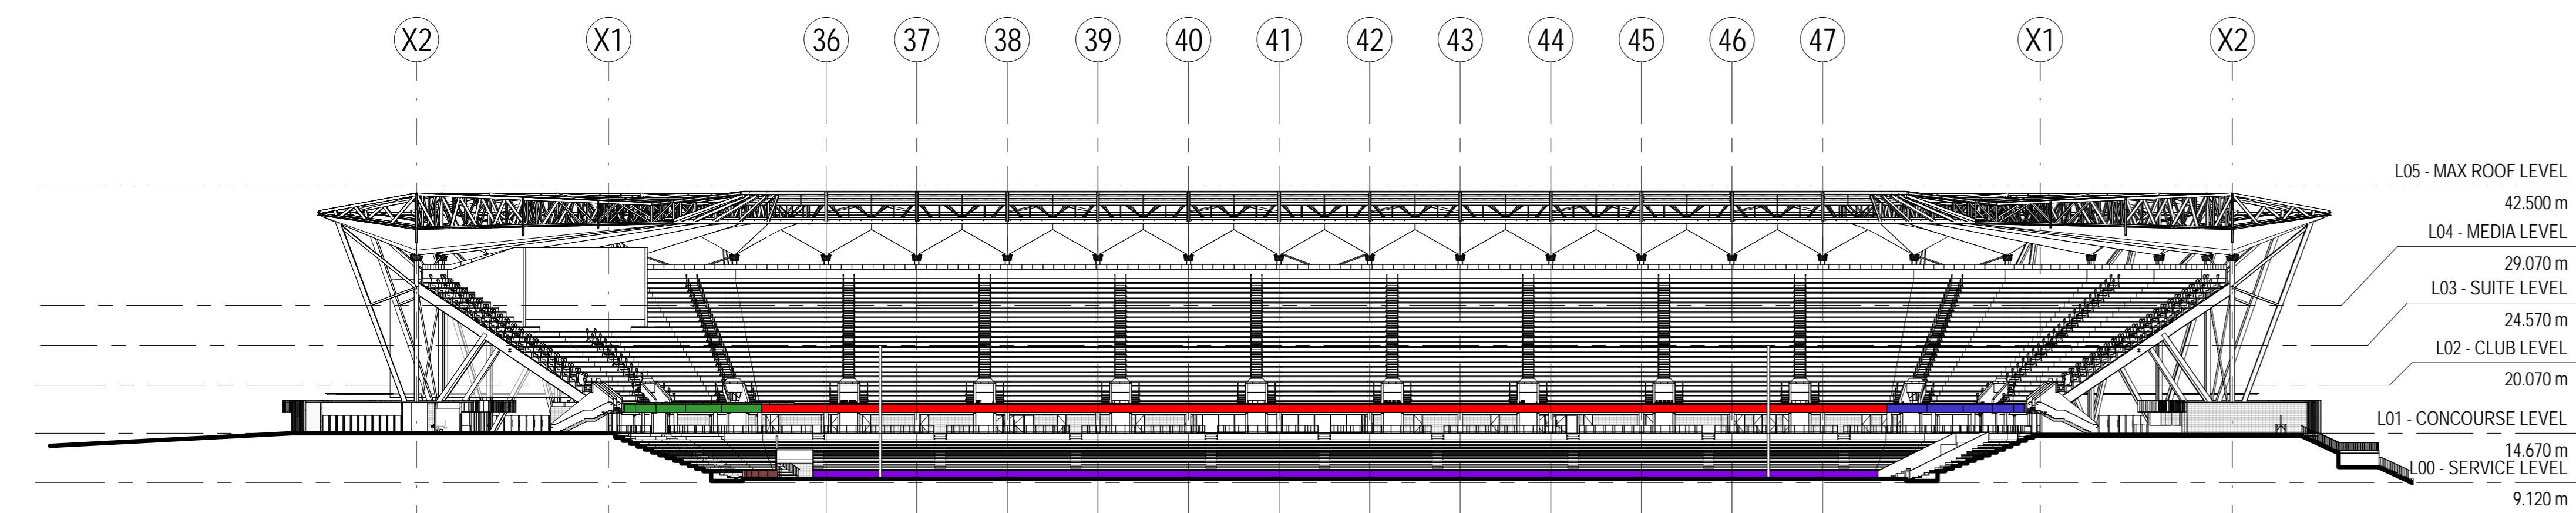 X2 X1 36 37 38 39 40 41 42 43 44 45 46 47 X1 X2
L05 - MAX ROOF LEVEL
42.500 m
L04 - MEDIA LEVEL
29.070 m
L03 - SUITE LEVEL
24.570 m
L02 - CLUB LEVEL
20.070 m
L01 - CONCOURSE LEVEL
14.670 m
L00 - SERVICE LEVEL
9.120 m